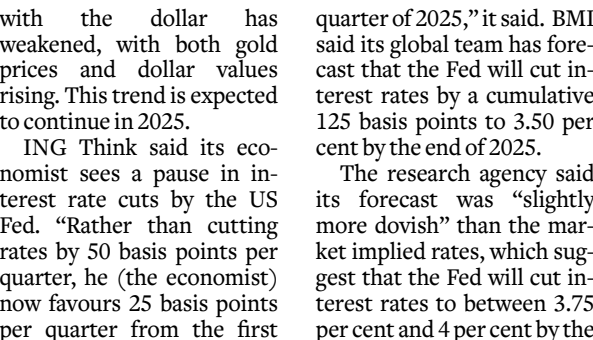 with the dollar has
weakened, with both gold
prices and dollar values
rising. This trend is expected
to continue in 2025.
ING Think said its eco-
nomist sees a pause in in-
terest rate cuts by the US
Fed. “Rather than cutting
rates by 50 basis points per
quarter, he (the economist)
now favours 25 basis points
per quarter from the first
quarter of 2025,” it said. BMI
said its global team has fore-
cast that the Fed will cut in-
terest rates by a cumulative
125 basis points to 3.50 per
cent by the end of 2025.
The research agency said
its forecast was “slightly
more dovish” than the mar-
ket implied rates, which sug-
gest that the Fed will cut in-
terest rates to between 3.75
per cent and 4 per cent by the